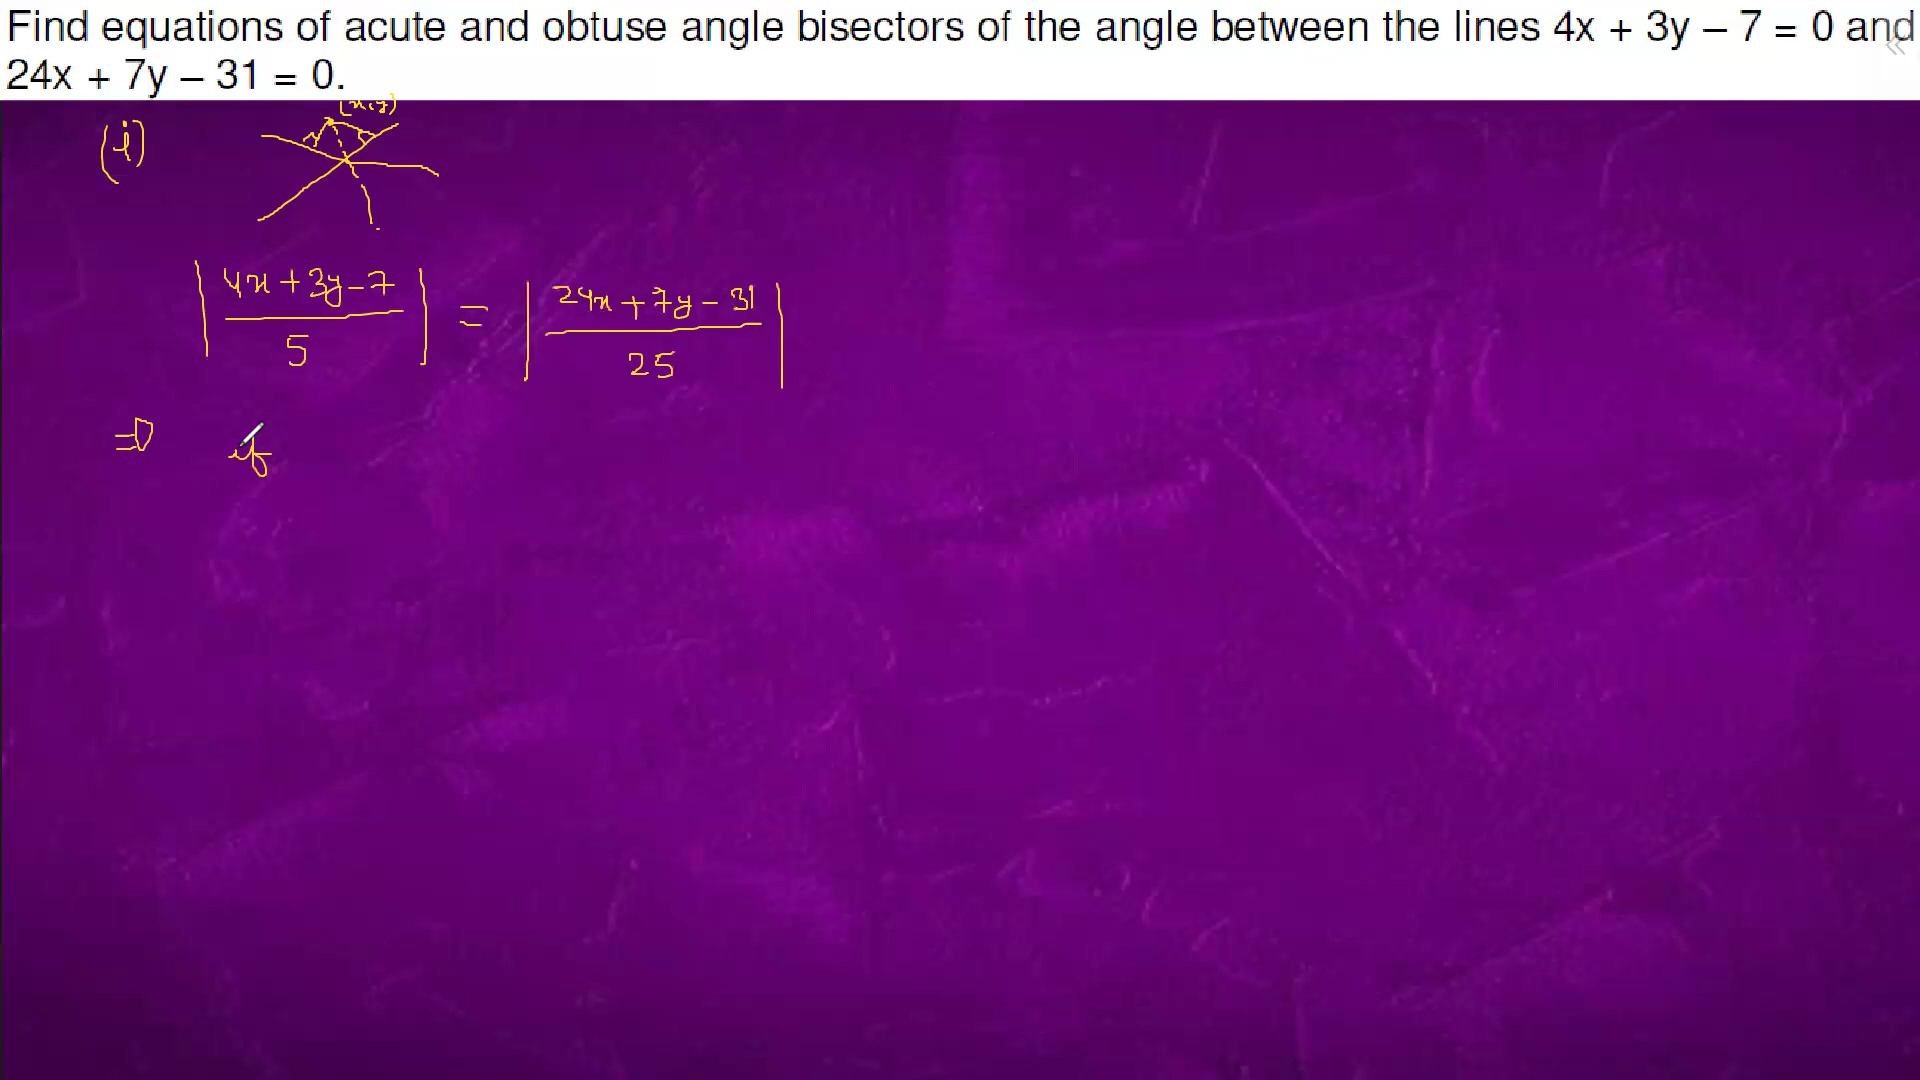 Find equations of acute and obtuse angle bisectors of the angle between the lines 4x + 3y – 7 = 0 and
24x + 7y – 31 = 0.
(i)
(x,y)
|4x+3y-7 / 5| = |24x+7y-31 / 25|
⇒ if